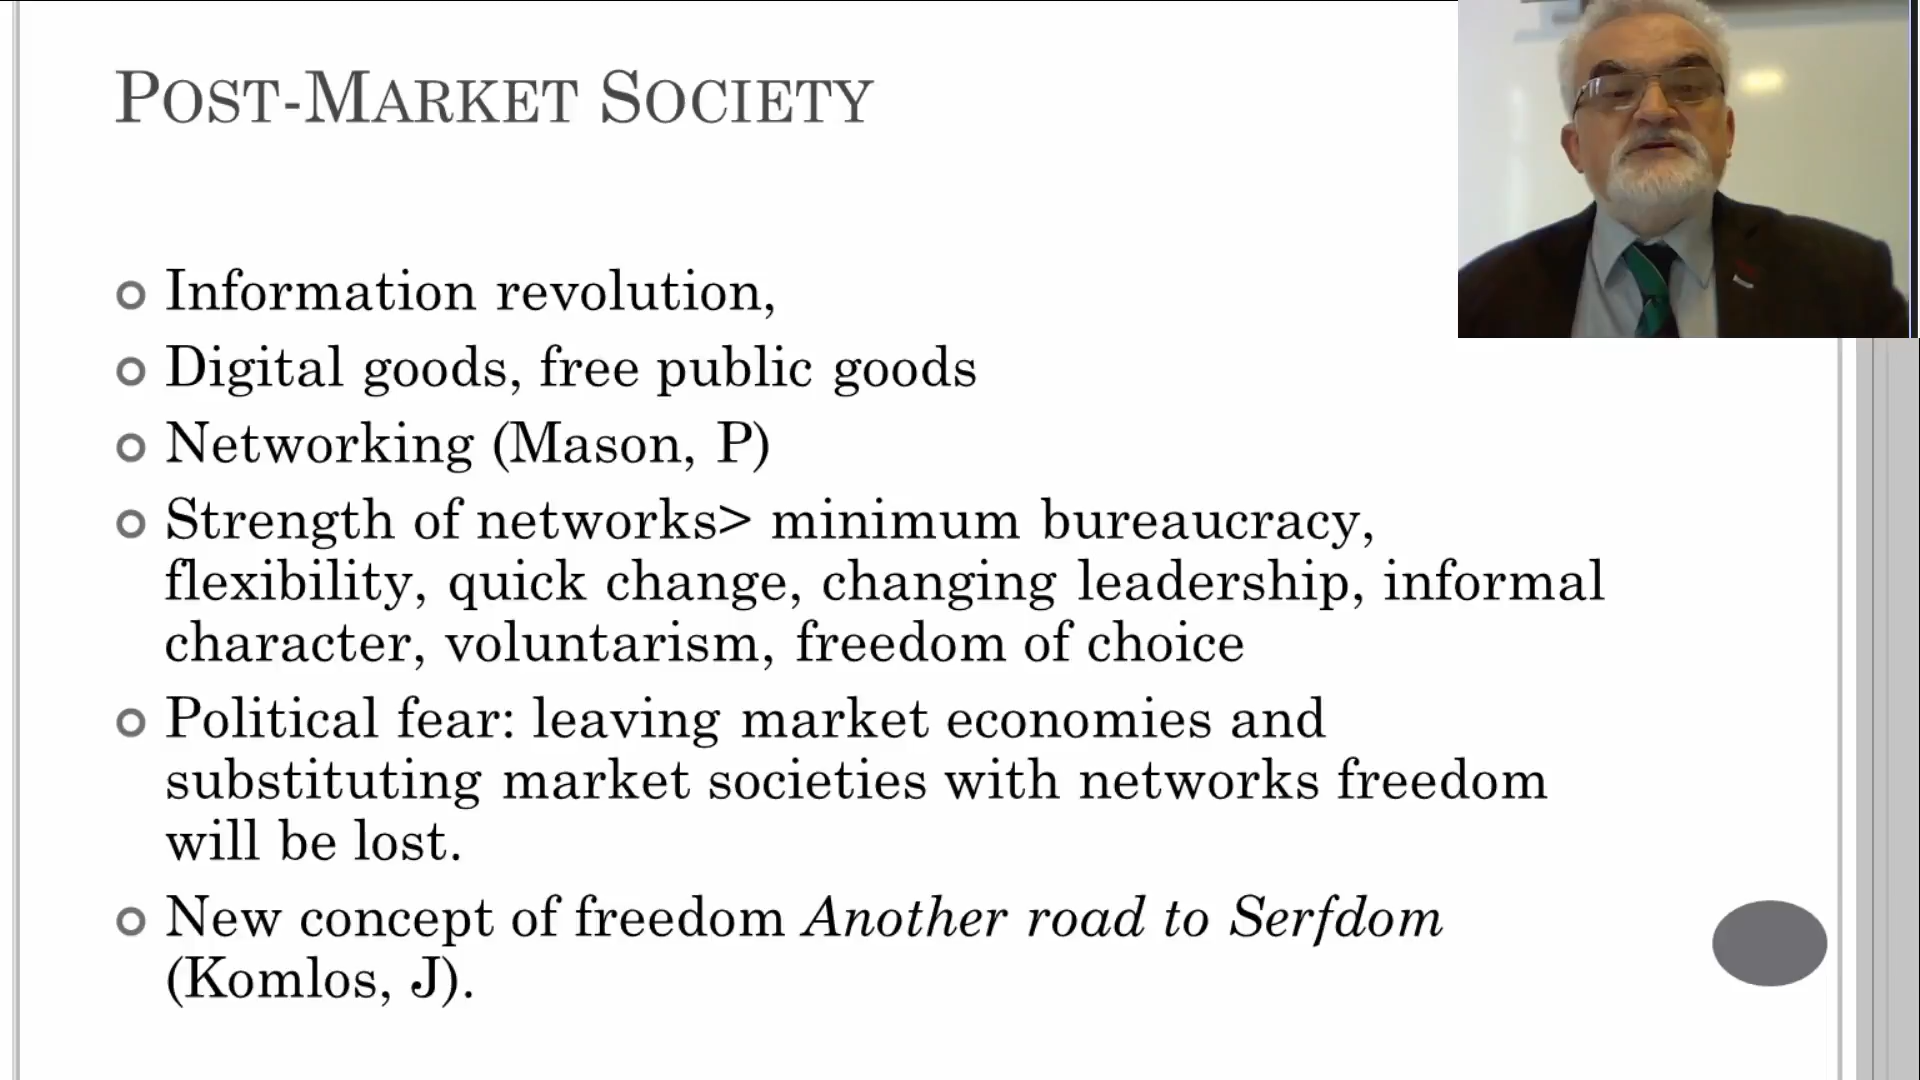 POST-MARKET SOCIETY
Information revolution,
Digital goods, free public goods
Networking (Mason, P)
Strength of networks> minimum bureaucracy,
flexibility, quick change, changing leadership, informal
character, voluntarism, freedom of choice
Political fear: leaving market economies and
substituting market societies with networks freedom
will be lost.
New concept of freedom Another road to Serfdom
(Komlos, J).